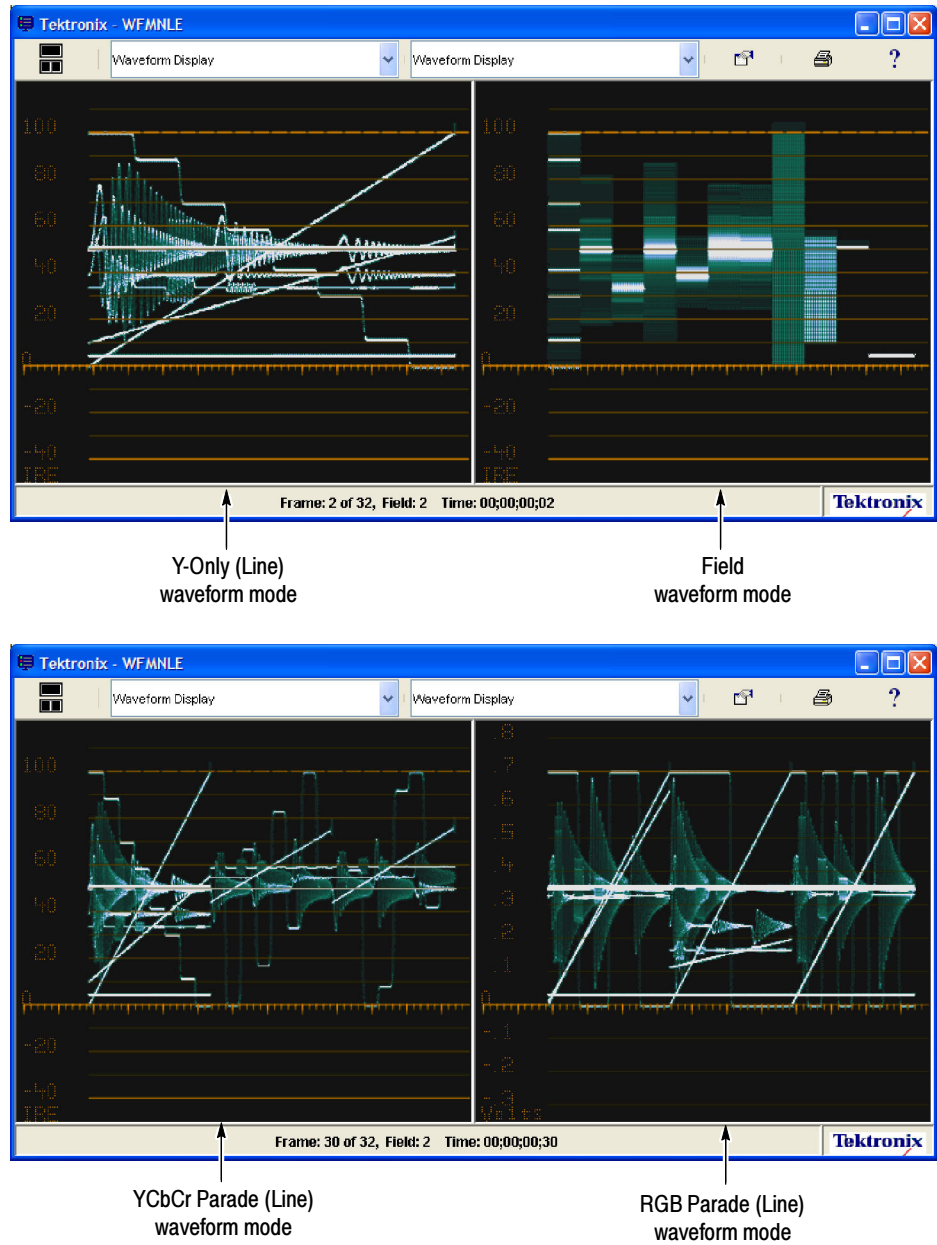 Tektronix - WFMNLE
Waveform Display
Waveform Display
?
100
80
60
40
20
0
-20
-40
IRE
100
80
60
40
20
0
-20
-40
IRE
Frame: 2 of 32, Field: 2 Time: 00;00;00;02
Tektronix
Y-Only (Line)
waveform mode
Field
waveform mode
Tektronix - WFMNLE
Waveform Display
Waveform Display
?
100
80
60
40
20
0
-20
-40
IRE
.8
.7
.6
.5
.4
.3
.2
.1
0
-.1
-.2
-.3
Volts
Frame: 30 of 32, Field: 2 Time: 00;00;00;30
Tektronix
YCbCr Parade (Line)
waveform mode
RGB Parade (Line)
waveform mode